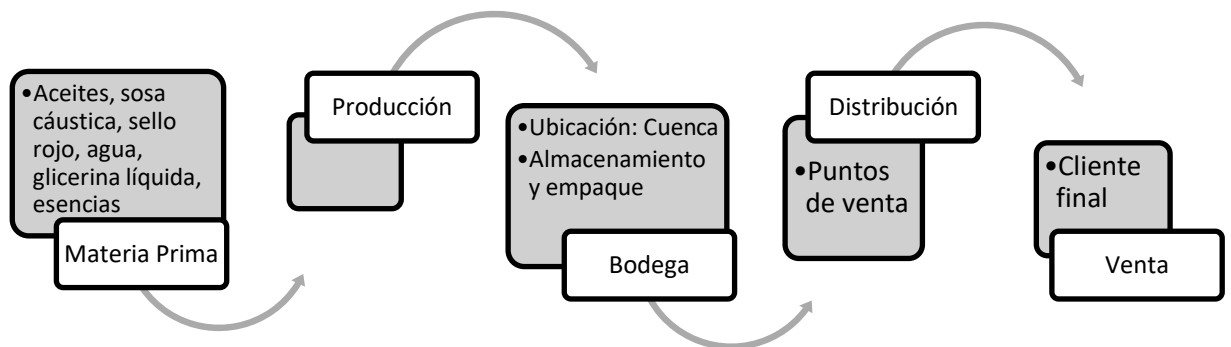 •Aceites, sosa
cáustica, sello
rojo, agua,
glicerina líquida,
esencias
Materia Prima
Producción
•Ubicación: Cuenca
•Almacenamiento
y empaque
Bodega
Distribución
•Puntos
de venta
•Cliente
final
Venta